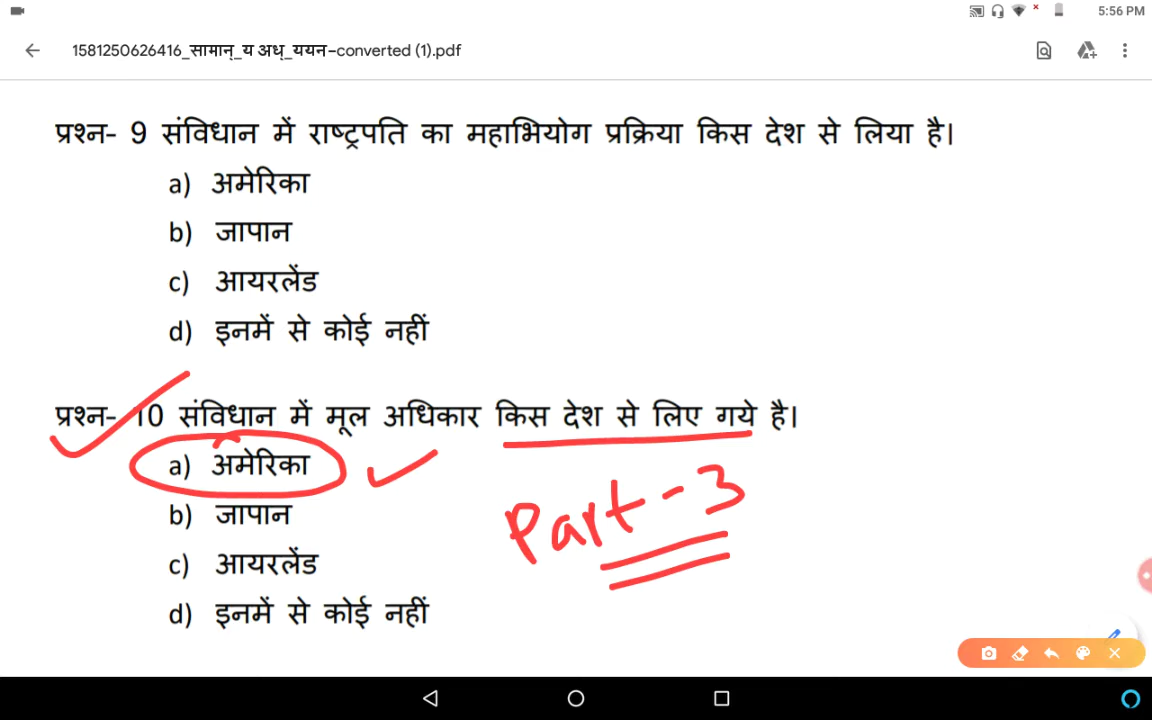 5:56 PM
1581250626416_सामान्_य अध्_ययन-converted (1).pdf
प्रश्न- 9 संविधान में राष्ट्रपति का महाभियोग प्रक्रिया किस देश से लिया है।
a) अमेरिका
b) जापान
c) आयरलेंड
d) इनमें से कोई नहीं
प्रश्न- 10 संविधान में मूल अधिकार किस देश से लिए गये है।
a) अमेरिका
b) जापान
c) आयरलेंड
d) इनमें से कोई नहीं
Part-3